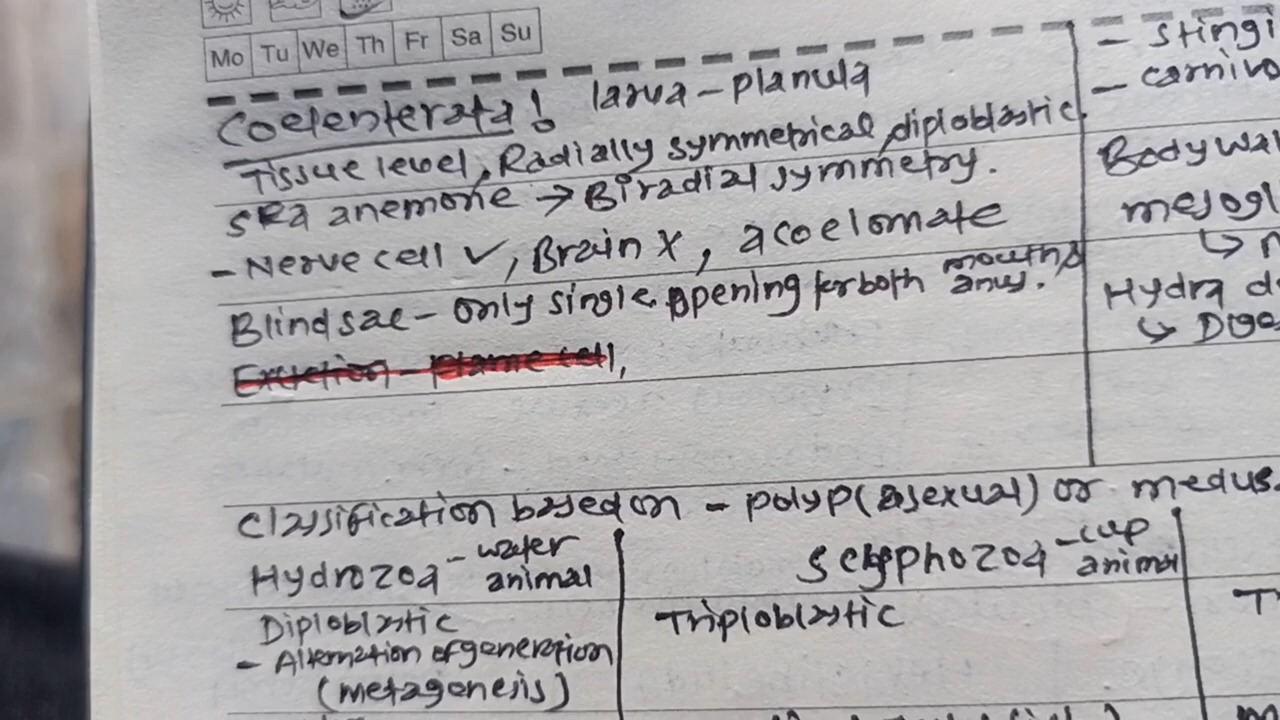 Mo Tu We Th Fr Sa Su
Coelenterata! larva - planula
Tissue level, Radially symmetrical, diploblastic.
Sea anemone → Biradial symmetry.
- Nerve cell ✓, Brain X, acoelomate
Blind sac - only single opening for both mouth &
anus.
Excretion - Flame cell,
- stingi
- carnivo
Body wal
mesogl
Hydra d
↳ Dige
Classification based on - polyp (asexual) or medus
Hydrozoa - water
animal
Scyphozoa - cup
animal
Diploblastic
- Alternation of generation
(metagenesis)
Triploblastic